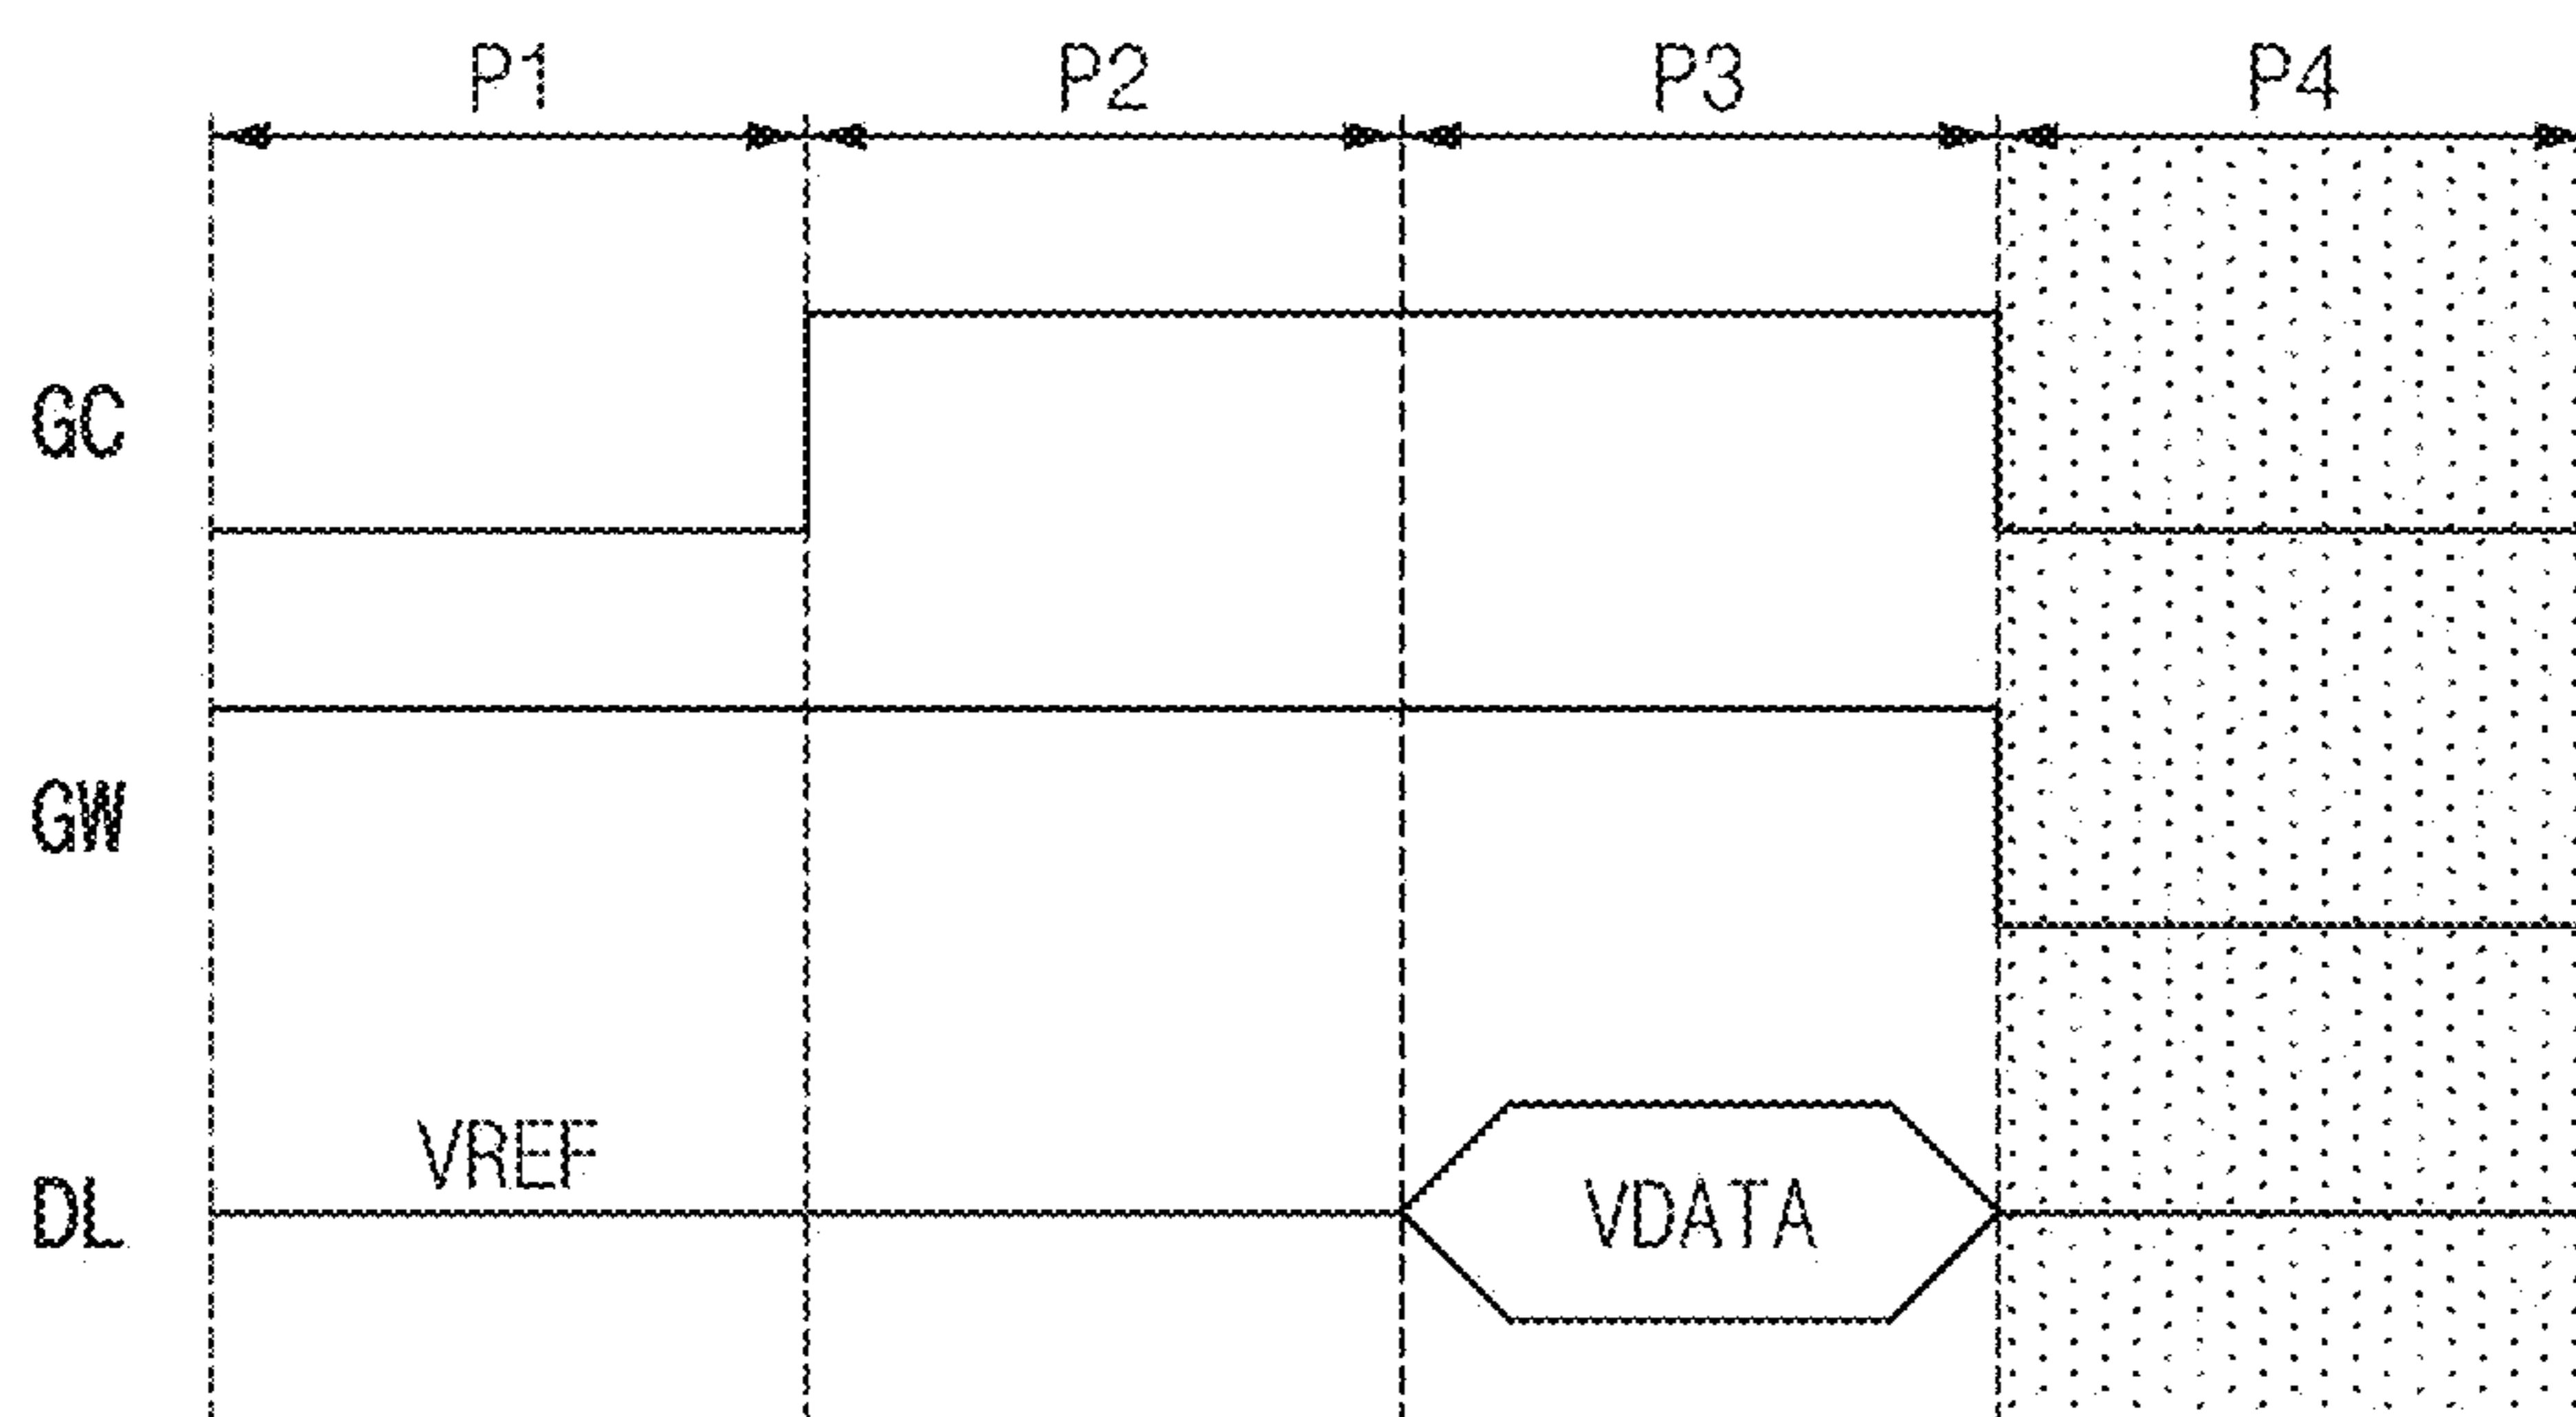 P1 P2 P3 P4
GC
GW
VREF
DL
VDATA